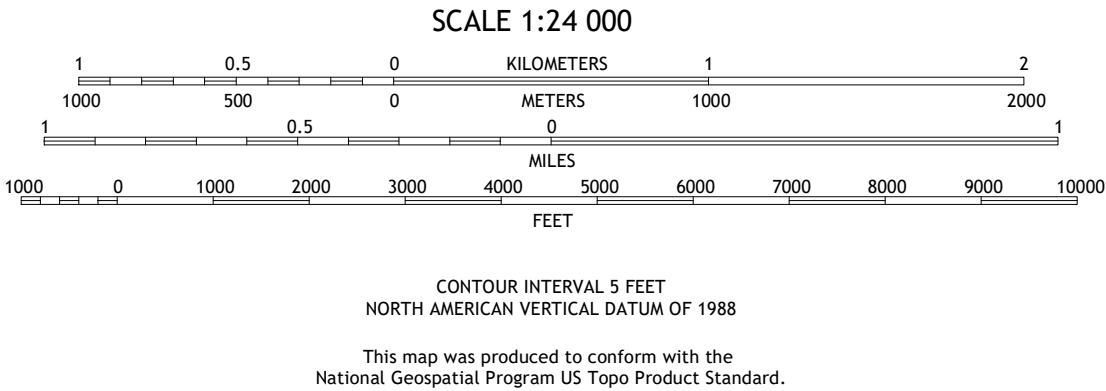 SCALE 1:24 000
1 0.5 0 KILOMETERS 1 2
1000 500 0 METERS 1000 2000
1 0.5 0 1
MILES
1000 0 1000 2000 3000 4000 5000 6000 7000 8000 9000 10000
FEET
CONTOUR INTERVAL 5 FEET
NORTH AMERICAN VERTICAL DATUM OF 1988
This map was produced to conform with the
National Geospatial Program US Topo Product Standard.